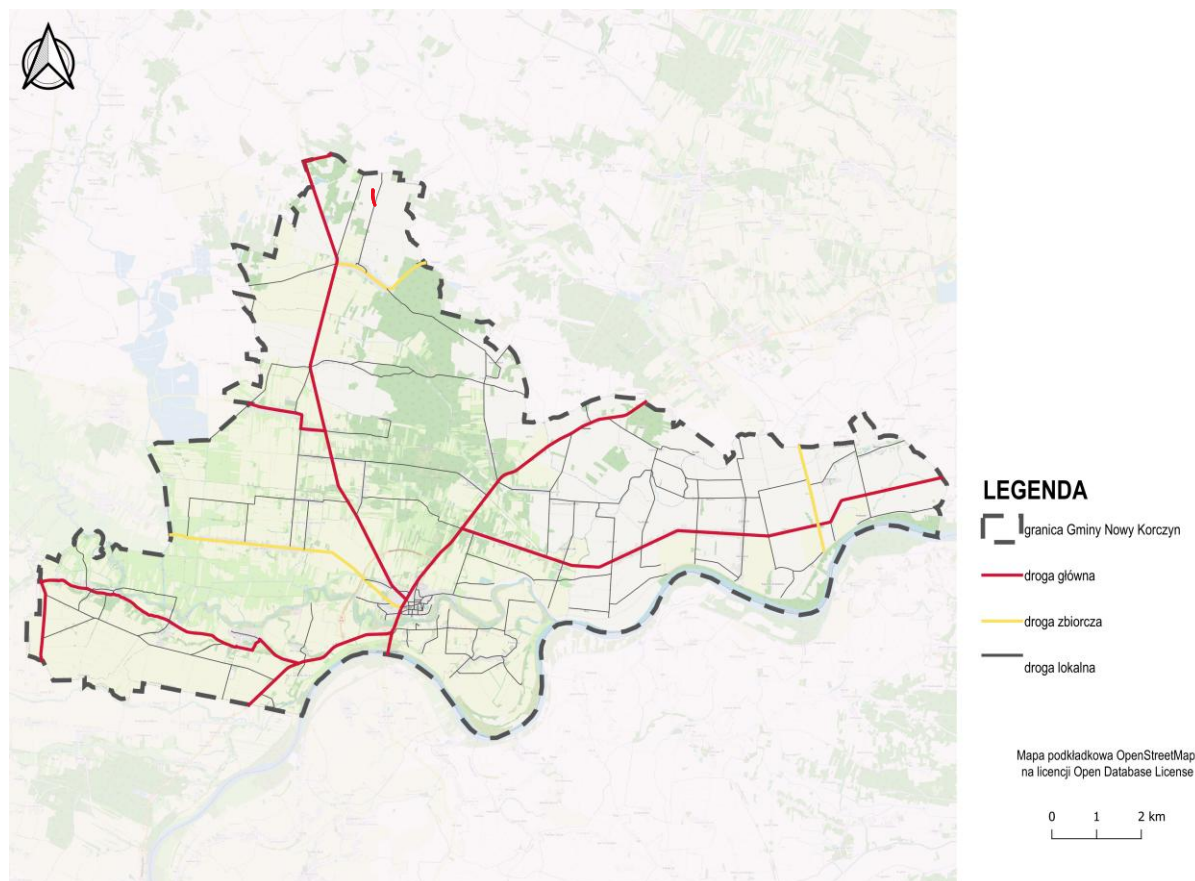 LEGENDA
granica Gminy Nowy Korczyn
droga główna
droga zbiorcza
droga lokalna
Mapa podkładkowa OpenStreetMap
na licencji Open Database License
0 1 2 km